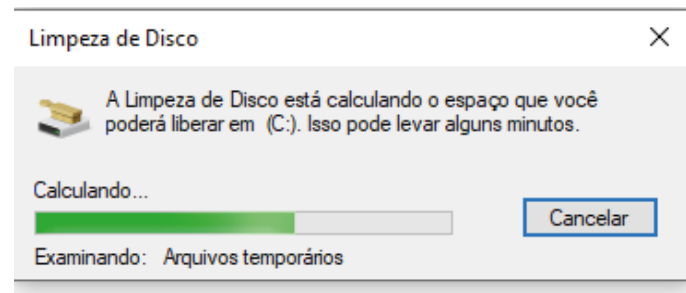 Limpeza de Disco
A Limpeza de Disco está calculando o espaço que você
poderá liberar em (C:). Isso pode levar alguns minutos.
Calculando...
Cancelar
Examinando: Arquivos temporários